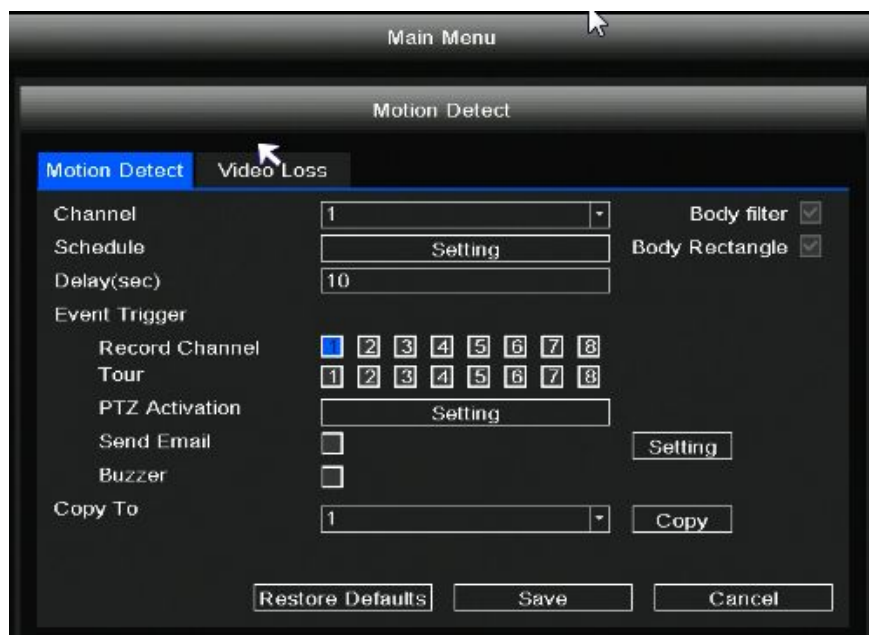 Main Menu
Motion Detect
Motion Detect Video Loss
Channel 1 Body filter
Schedule Setting Body Rectangle
Delay(sec) 10
Event Trigger
Record Channel 1 2 3 4 5 6 7 8
Tour 1 2 3 4 5 6 7 8
PTZ Activation Setting
Send Email Setting
Buzzer
Copy To 1 Copy
Restore Defaults Save Cancel